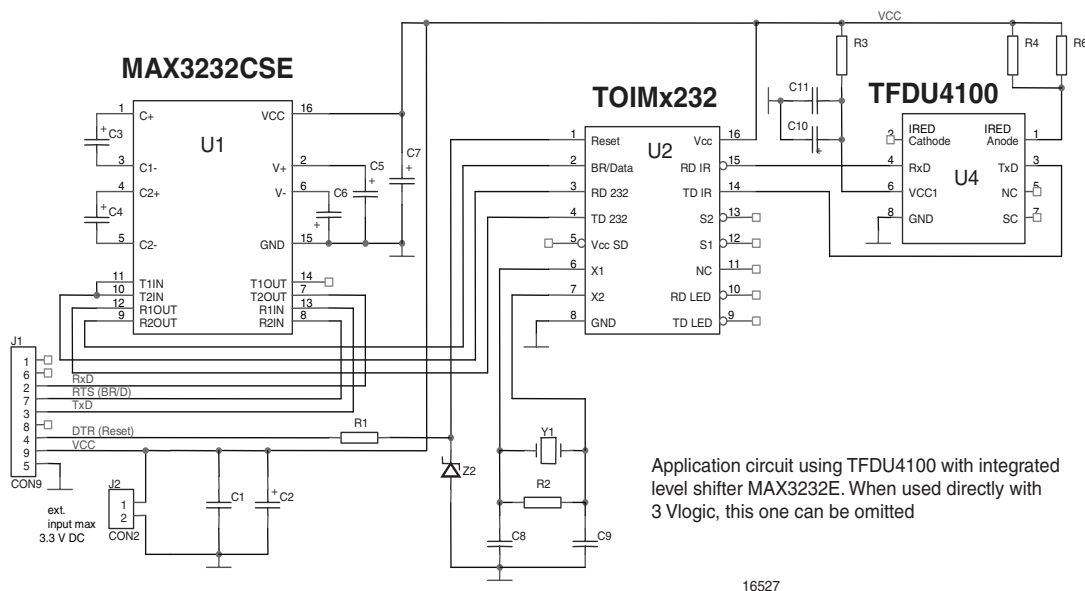 VCC
R3
R4
R6
MAX3232CSE
TOIMx232
TFDU4100
U1
1 C+
3 C1-
4 C2+
5 C2-
11 T1IN
10 T2IN
12 R1OUT
9 R2OUT
VCC 16
V+ 2
V- 6
GND 15
T1OUT 14
T2OUT 7
R1IN 13
R2IN 8
+ C3
+ C4
C5 +
C6 +
C7 +
U2
1 Reset
2 BR/Data
3 RD 232
4 TD 232
5 Vcc SD
6 X1
7 X2
8 GND
Vcc 16
RD IR 15
TD IR 14
S2 13
S1 12
NC 11
RD LED 10
TD LED 9
C11
C10 +
U4
2 IRED Cathode
4 RxD
6 VCC1
8 GND
IRED Anode 1
TxD 3
NC 5
SC 7
J1
1
6
2 RxD
7 RTS (BR/D)
3 TxD
8
4 DTR (Reset)
9 VCC
5
CON9
R1
Z2
Y1
R2
C8
C9
J2
1
2
CON2
C1
+ C2
ext.
input max
3.3 V DC
Application circuit using TFDU4100 with integrated
level shifter MAX3232E. When used directly with
3 Vlogic, this one can be omitted
16527